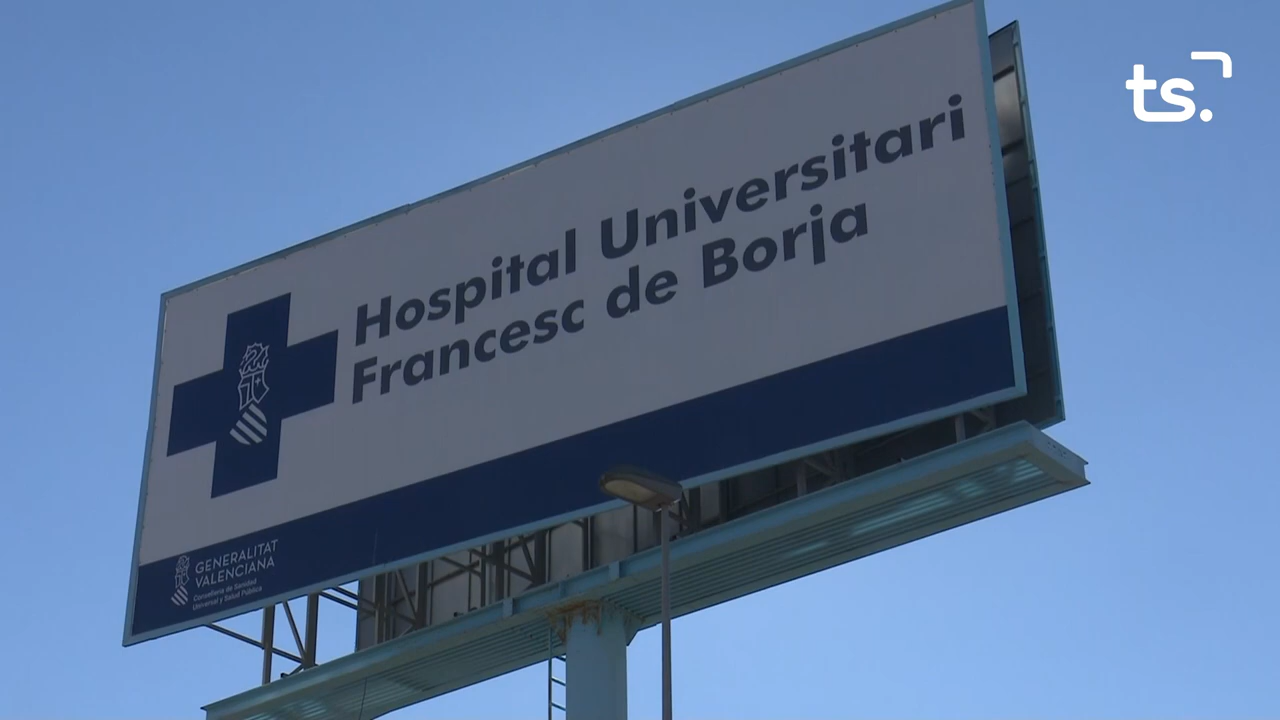 ts.
Hospital Universitari
Francesc de Borja
GENERALITAT
VALENCIANA
Conselleria de Sanidad
Universal y Salud Pública